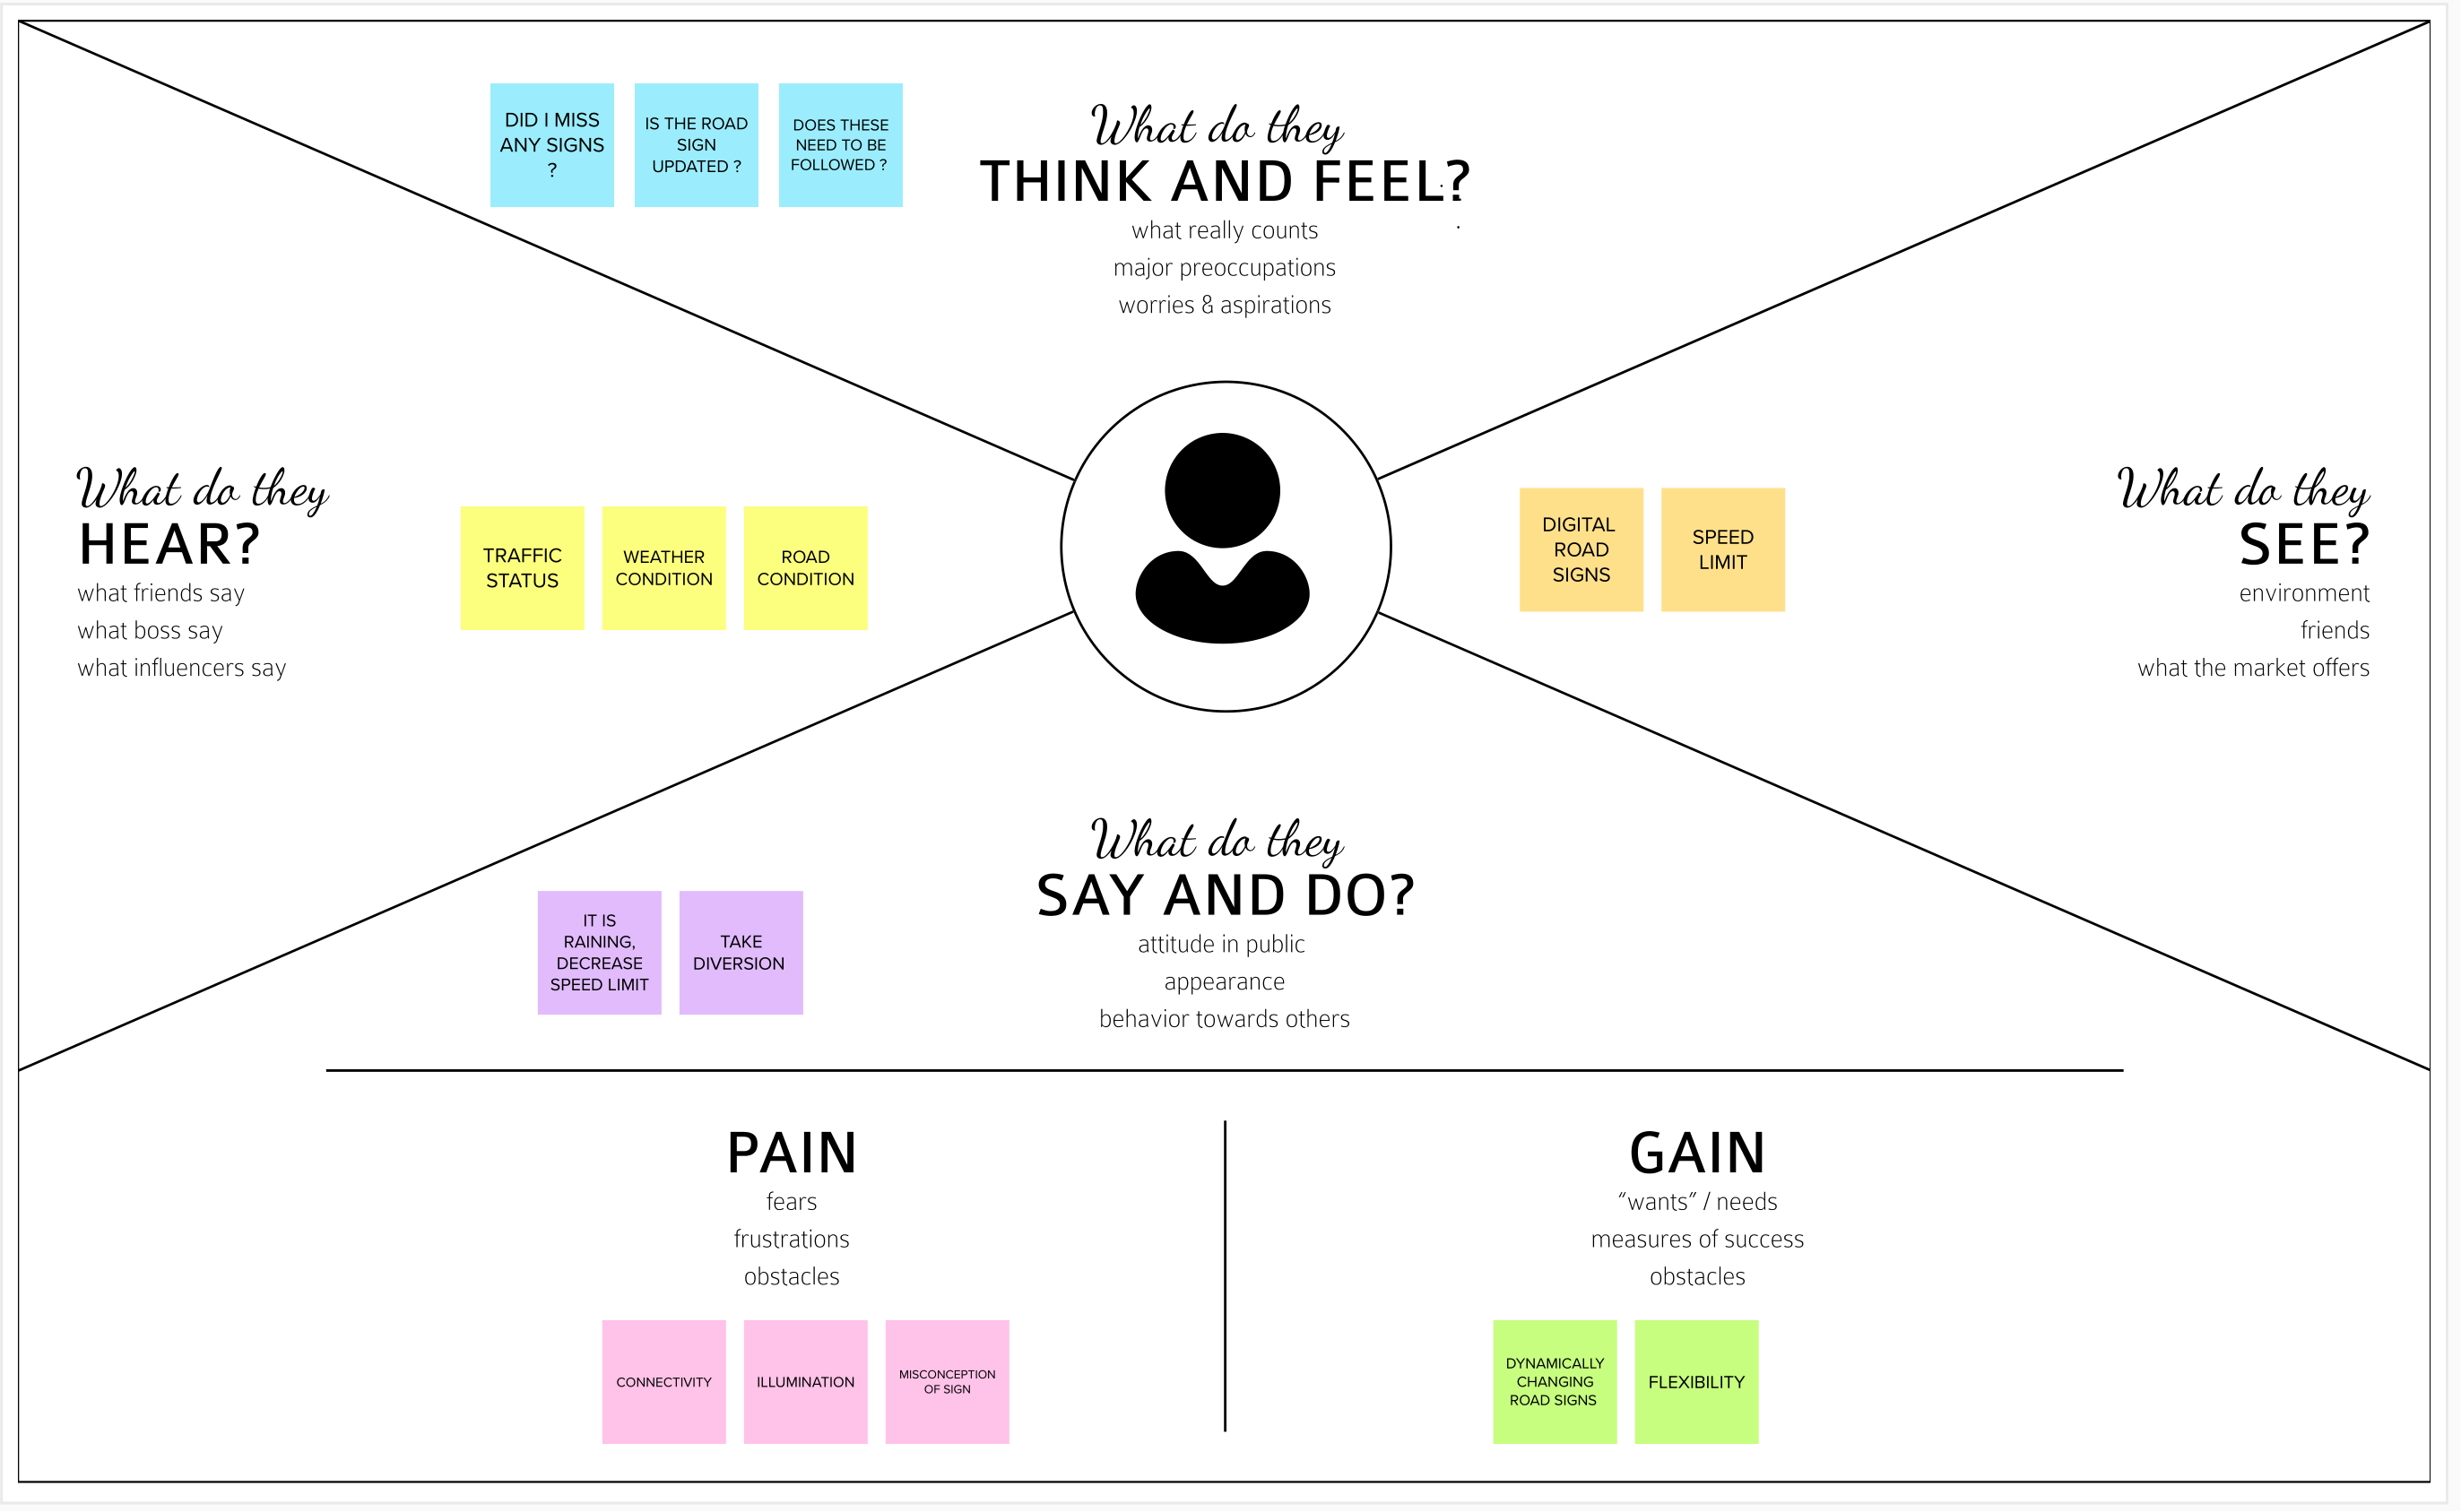 DID I MISS
ANY SIGNS
?
IS THE ROAD
SIGN
UPDATED ?
DOES THESE
NEED TO BE
FOLLOWED ?
What do they
THINK AND FEEL?
what really counts
major preoccupations
worries & aspirations
What do they
HEAR?
what friends say
what boss say
what influencers say
TRAFFIC
STATUS
WEATHER
CONDITION
ROAD
CONDITION
DIGITAL
ROAD
SIGNS
SPEED
LIMIT
What do they
SEE?
environment
friends
what the market offers
What do they
SAY AND DO?
attitude in public
appearance
behavior towards others
IT IS
RAINING,
DECREASE
SPEED LIMIT
TAKE
DIVERSION
PAIN
fears
frustrations
obstacles
CONNECTIVITY
ILLUMINATION
MISCONCEPTION
OF SIGN
GAIN
“wants” / needs
measures of success
obstacles
DYNAMICALLY
CHANGING
ROAD SIGNS
FLEXIBILITY